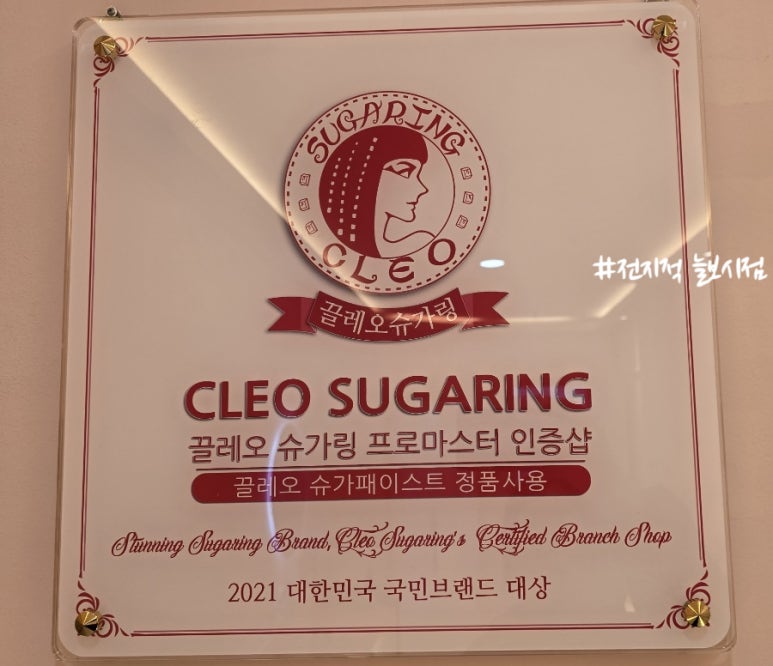 SUGARING
CLEO
#전지적 늘보시점
끌레오슈가링
CLEO SUGARING
끌레오 슈가링 프로마스터 인증샵
끌레오 슈가페이스트 정품사용
Stunning Sugaring Brand, Cleo Sugaring's Certified Branch Shop
2021 대한민국 국민브랜드 대상